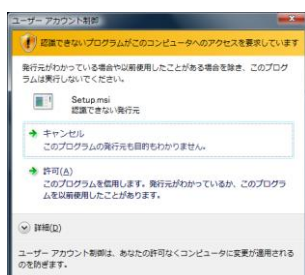 ユーザー アカウント制御
認識できないプログラムがこのコンピュータへのアクセスを要求しています
発行元がわかっている場合や以前使用したことがある場合を除き、このプログ
ラムは実行しないでください。
Setup.msi
認識できない発行元
キャンセル
このプログラムの発行元も目的もわかりません。
許可(A)
このプログラムを信用します。発行元がわかっているか、このプログラ
ムを以前使用したことがあります。
詳細(D)
ユーザー アカウント制御は、あなたの許可なくコンピュータに変更が適用される
のを防ぎます。